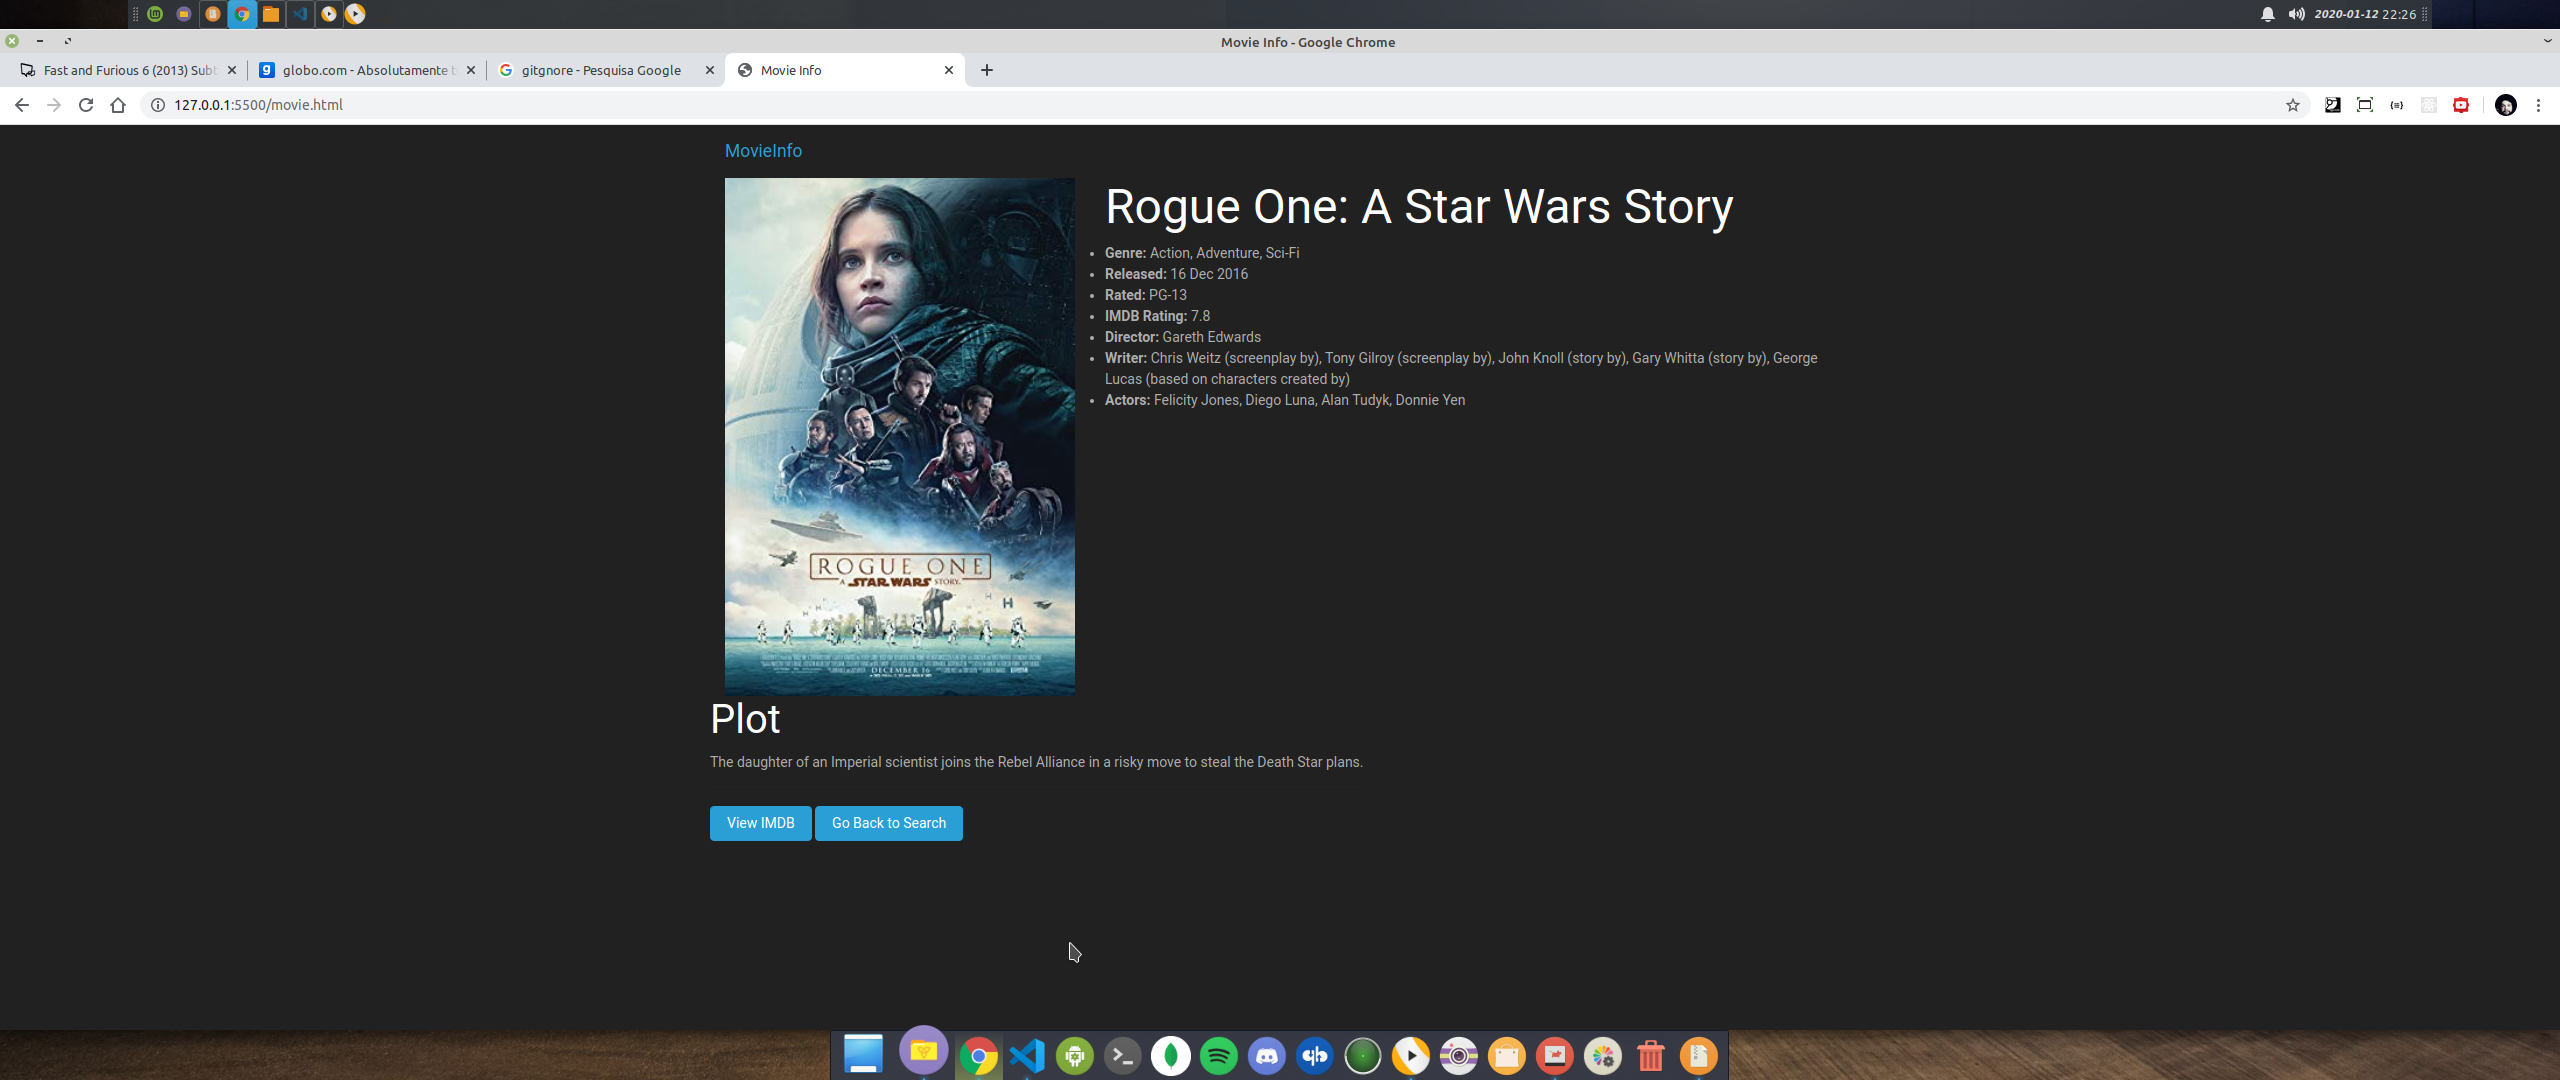 2020-01-12 22:26
Movie Info - Google Chrome
Fast and Furious 6 (2013) Subt
globo.com - Absolutamente t
gitgnore - Pesquisa Google
Movie Info
127.0.0.1:5500/movie.html
MovieInfo
Rogue One: A Star Wars Story
Genre: Action, Adventure, Sci-Fi
Released: 16 Dec 2016
Rated: PG-13
IMDB Rating: 7.8
Director: Gareth Edwards
Writer: Chris Weitz (screenplay by), Tony Gilroy (screenplay by), John Knoll (story by), Gary Whitta (story by), George
Lucas (based on characters created by)
Actors: Felicity Jones, Diego Luna, Alan Tudyk, Donnie Yen
ROGUE ONE
A STAR WARS STORY
DECEMBER 16
Plot
The daughter of an Imperial scientist joins the Rebel Alliance in a risky move to steal the Death Star plans.
View IMDB
Go Back to Search